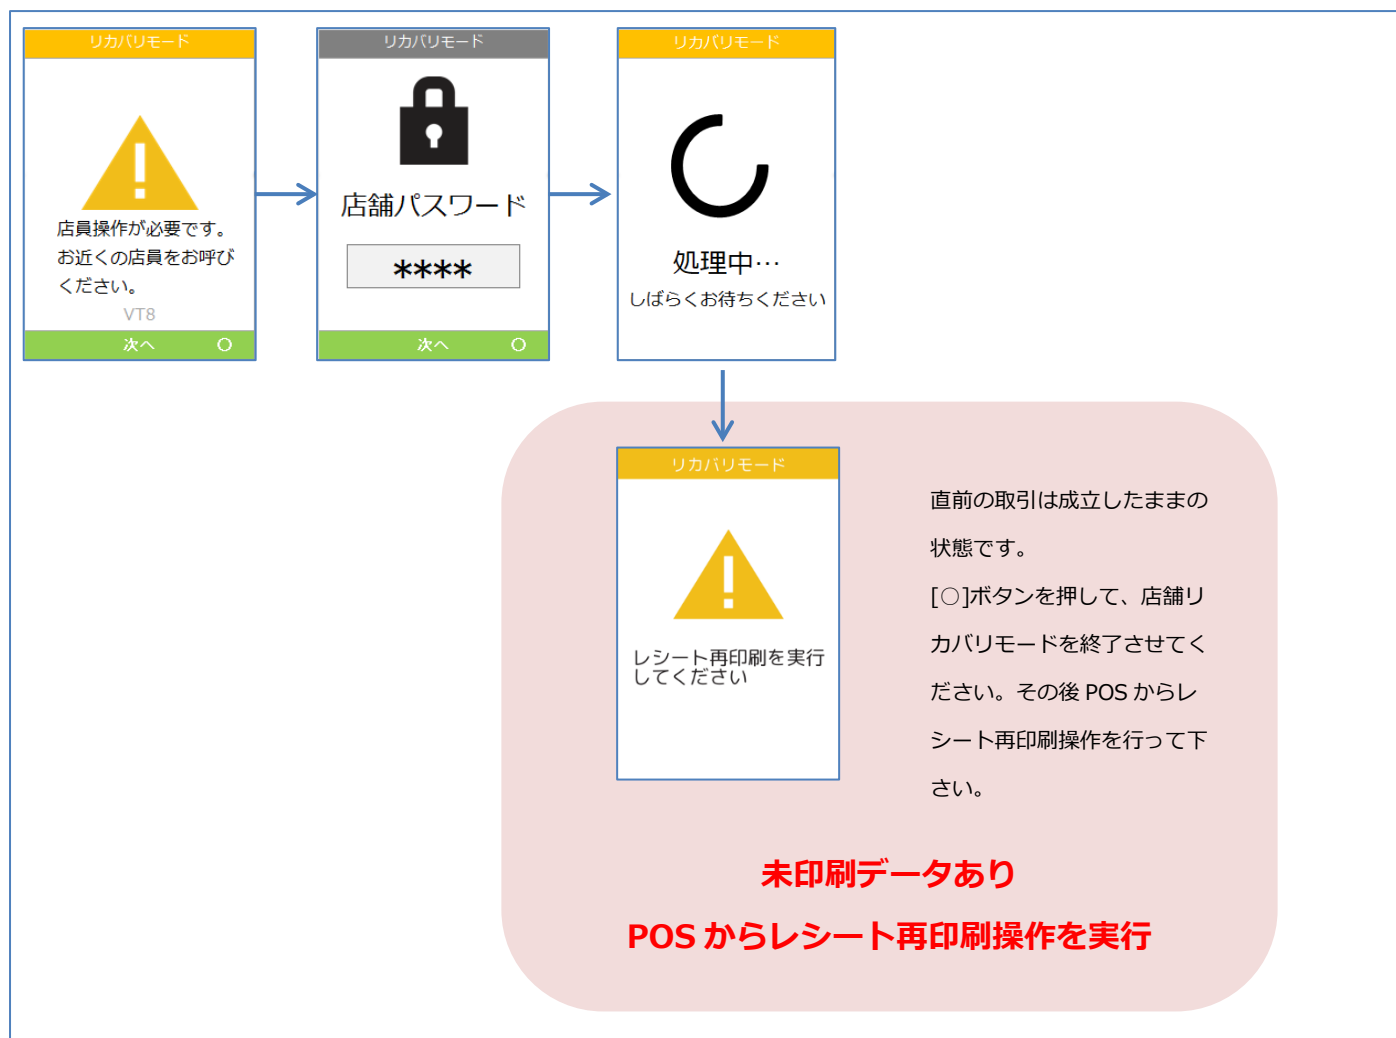 リカバリモード
店員操作が必要です。
お近くの店員をお呼び
ください。
VT8
次へ ○
リカバリモード
店舗パスワード
****
次へ ○
リカバリモード
処理中…
しばらくお待ちください
リカバリモード
レシート再印刷を実行
してください
直前の取引は成立したままの
状態です。
[○]ボタンを押して、店舗リ
カバリモードを終了させてく
ださい。その後 POS からレ
シート再印刷操作を行って下
さい。
未印刷データあり
POS からレシート再印刷操作を実行